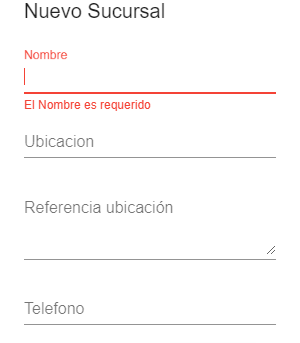 Nuevo Sucursal
Nombre
El Nombre es requerido
Ubicacion
Referencia ubicación
Telefono